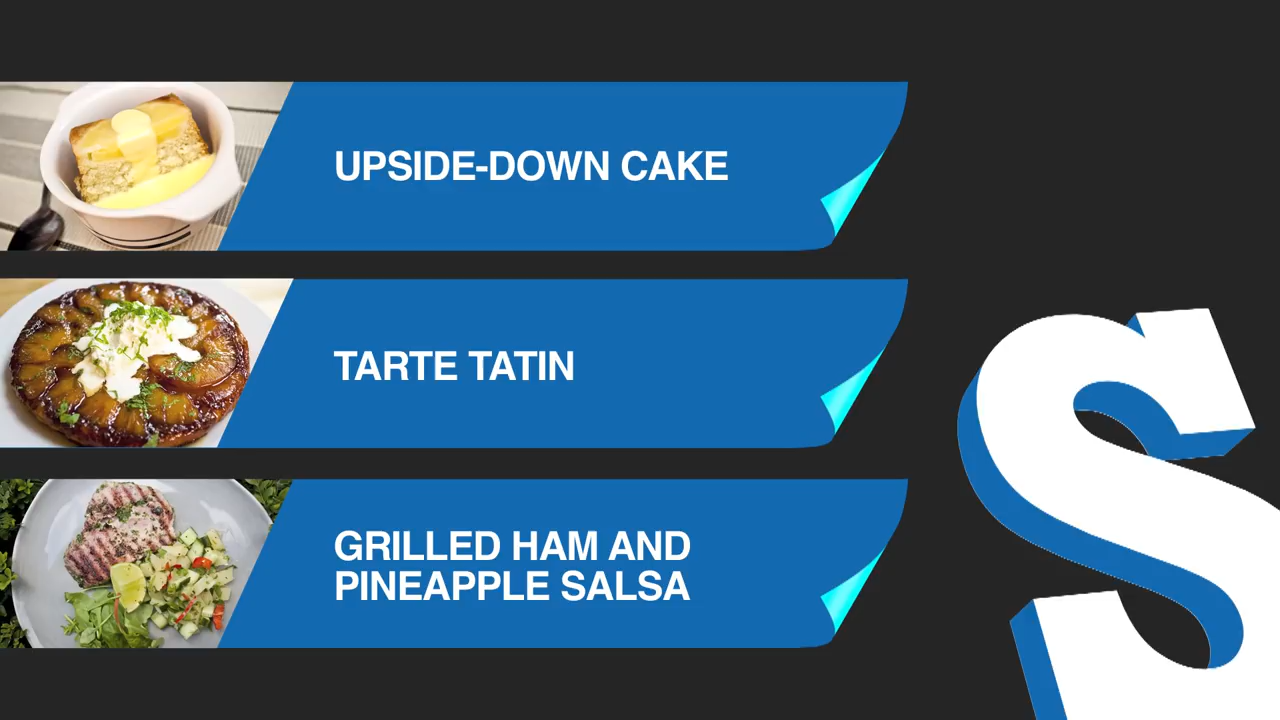 UPSIDE-DOWN CAKE
TARTE TATIN
GRILLED HAM AND
PINEAPPLE SALSA
S